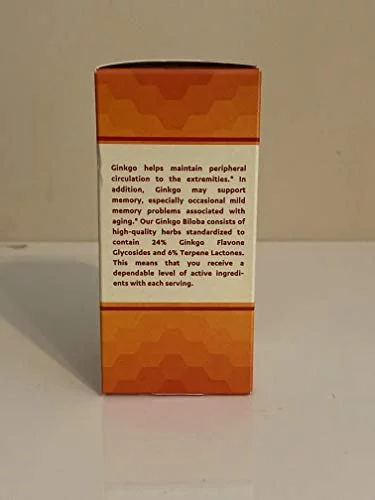 Ginkgo helps maintain peripheral
circulation to the extremities.* In
addition, Ginkgo may support
memory, especially occasional mild
memory problems associated with
aging.* Our Ginkgo Biloba consists of
high-quality herbs standardized to
contain 24% Ginkgo Flavone
Glycosides and 6% Terpene Lactones.
This means that you receive a
dependable level of active ingredi-
ents with each serving.